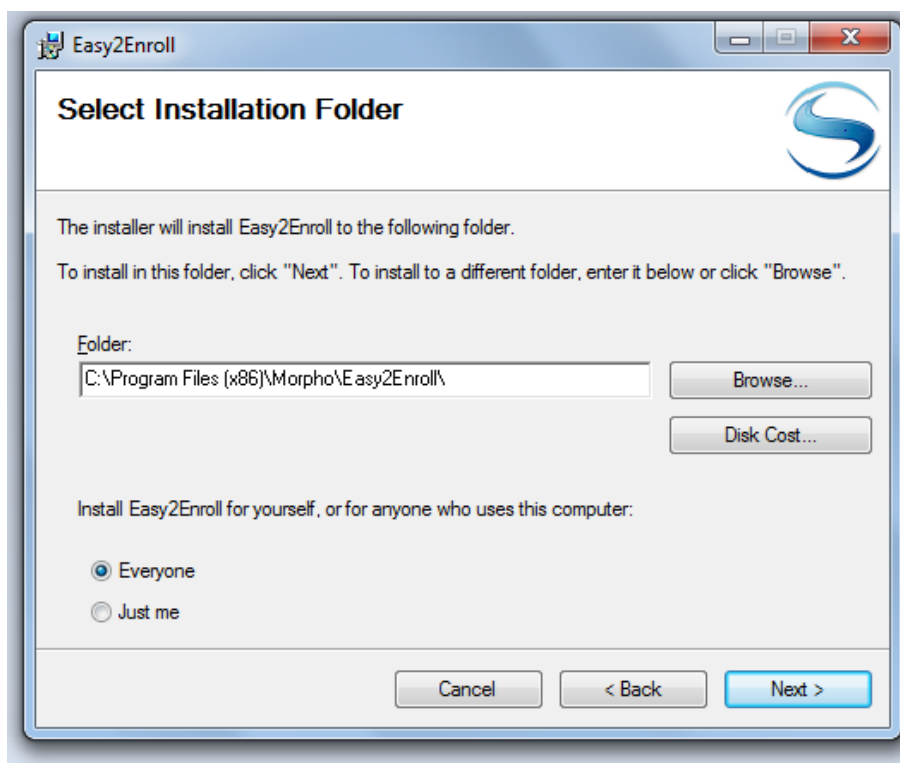 Easy2Enroll
Select Installation Folder
The installer will install Easy2Enroll to the following folder.
To install in this folder, click "Next". To install to a different folder, enter it below or click "Browse".
Folder:
C:\Program Files (x86)\Morpho\Easy2Enroll\
Browse...
Disk Cost...
Install Easy2Enroll for yourself, or for anyone who uses this computer:
Everyone
Just me
Cancel
< Back
Next >